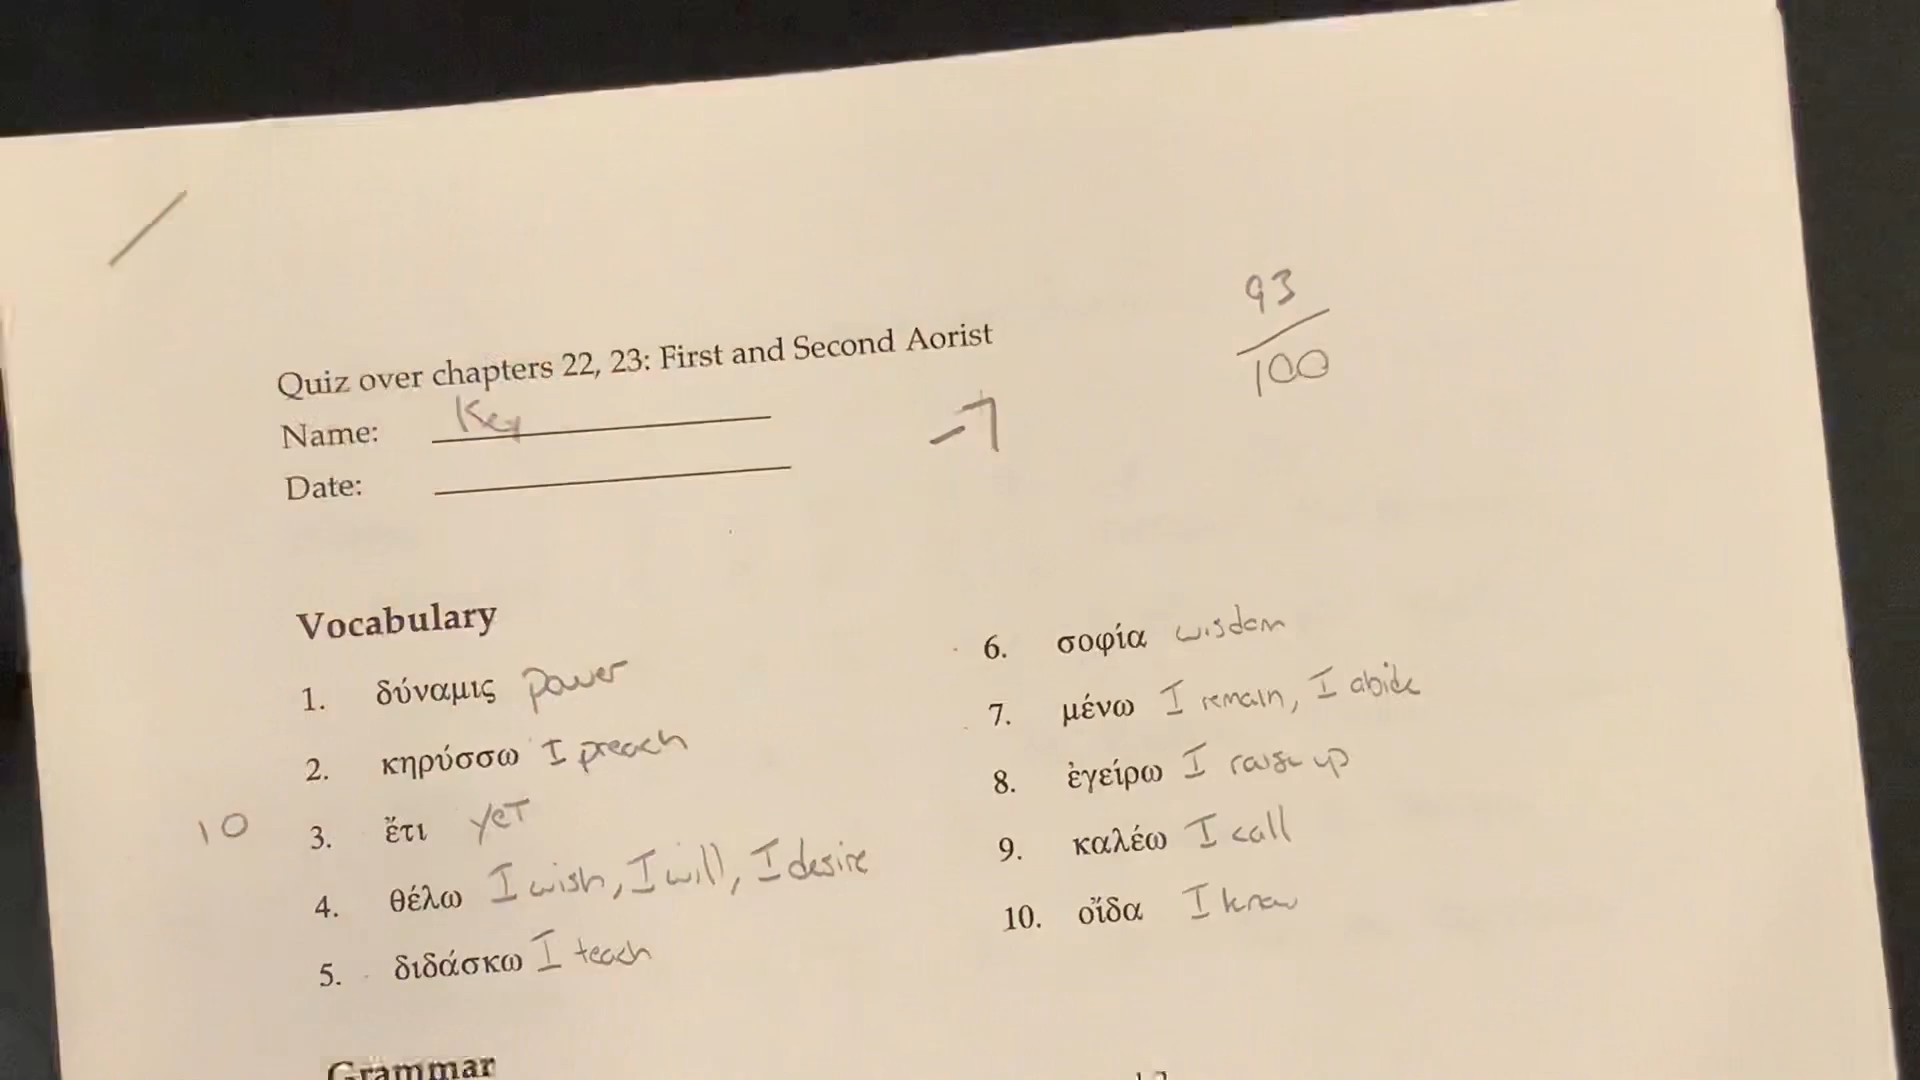 93
100
Quiz over chapters 22, 23: First and Second Aorist
-7
Name: Key
Date:
Vocabulary
1. δύναμις power
2. κηρύσσω I preach
10
3. ἔτι yet
4. θέλω I wish, I will, I desire
5. διδάσκω I teach
6. σοφία wisdom
7. μένω I remain, I abide
8. ἐγείρω I raise up
9. καλέω I call
10. οἴδα I know
Grammar